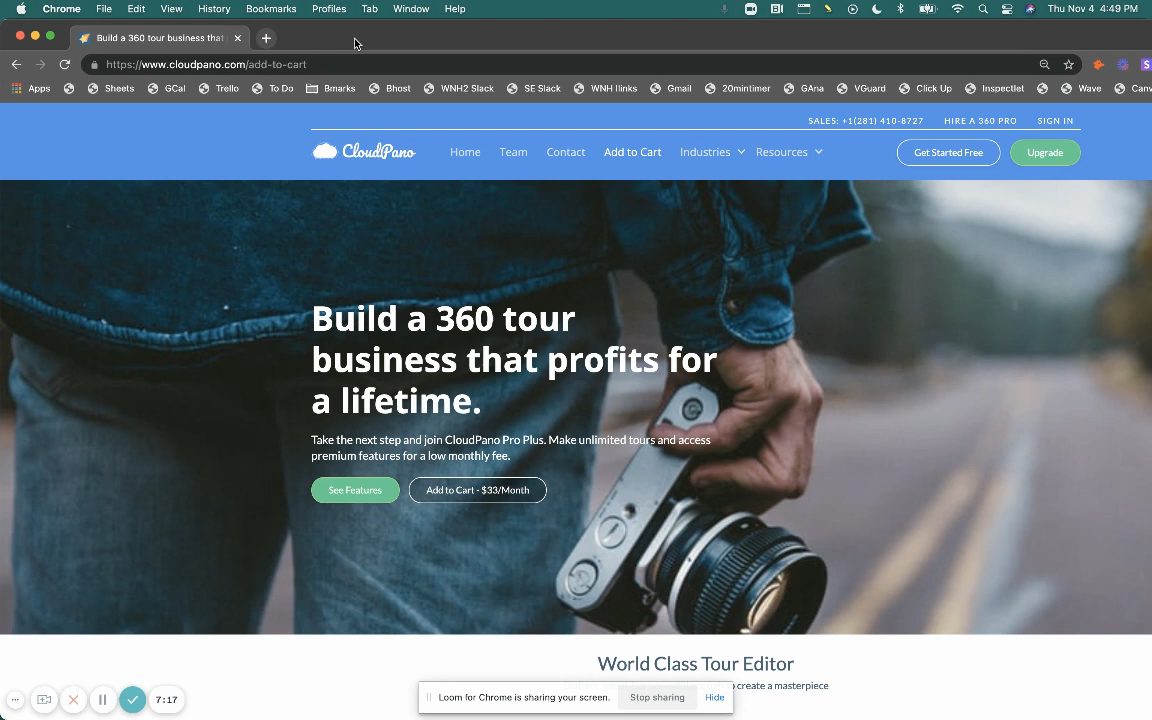 Chrome File Edit View History Bookmarks Profiles Tab Window Help Thu Nov 4 4:49 PM
Build a 360 tour business that
https://www.cloudpano.com/add-to-cart
Apps Sheets GCal Trello To Do Bmarks Bhost WNH2 Slack SE Slack WNH llinks Gmail 20mintimer GAna VGuard Click Up Inspectlet Wave Canv
SALES: +1(281) 410-8727 HIRE A 360 PRO SIGN IN
CloudPano Home Team Contact Add to Cart Industries Resources Get Started Free Upgrade
Build a 360 tour
business that profits for
a lifetime.
Take the next step and join CloudPano Pro Plus. Make unlimited tours and access
premium features for a low monthly fee.
See Features Add to Cart - $33/Month
World Class Tour Editor
to create a masterpiece
7:17 Loom for Chrome is sharing your screen. Stop sharing Hide